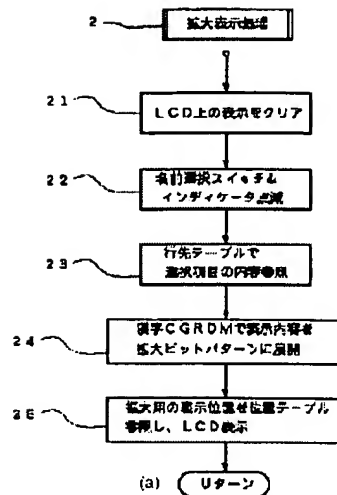 2
拡大表示処理
21
LCD上の表示をクリア
22
名前選択スイッチ&
インディケータ点滅
23
行先テーブルで
選択項目の内容参照
24
漢字CGROMで表示内容を
拡大ビットパターンに展開
25
拡大用の表示位置を位置テーブル
参照し、LCD表示
(a)
リターン